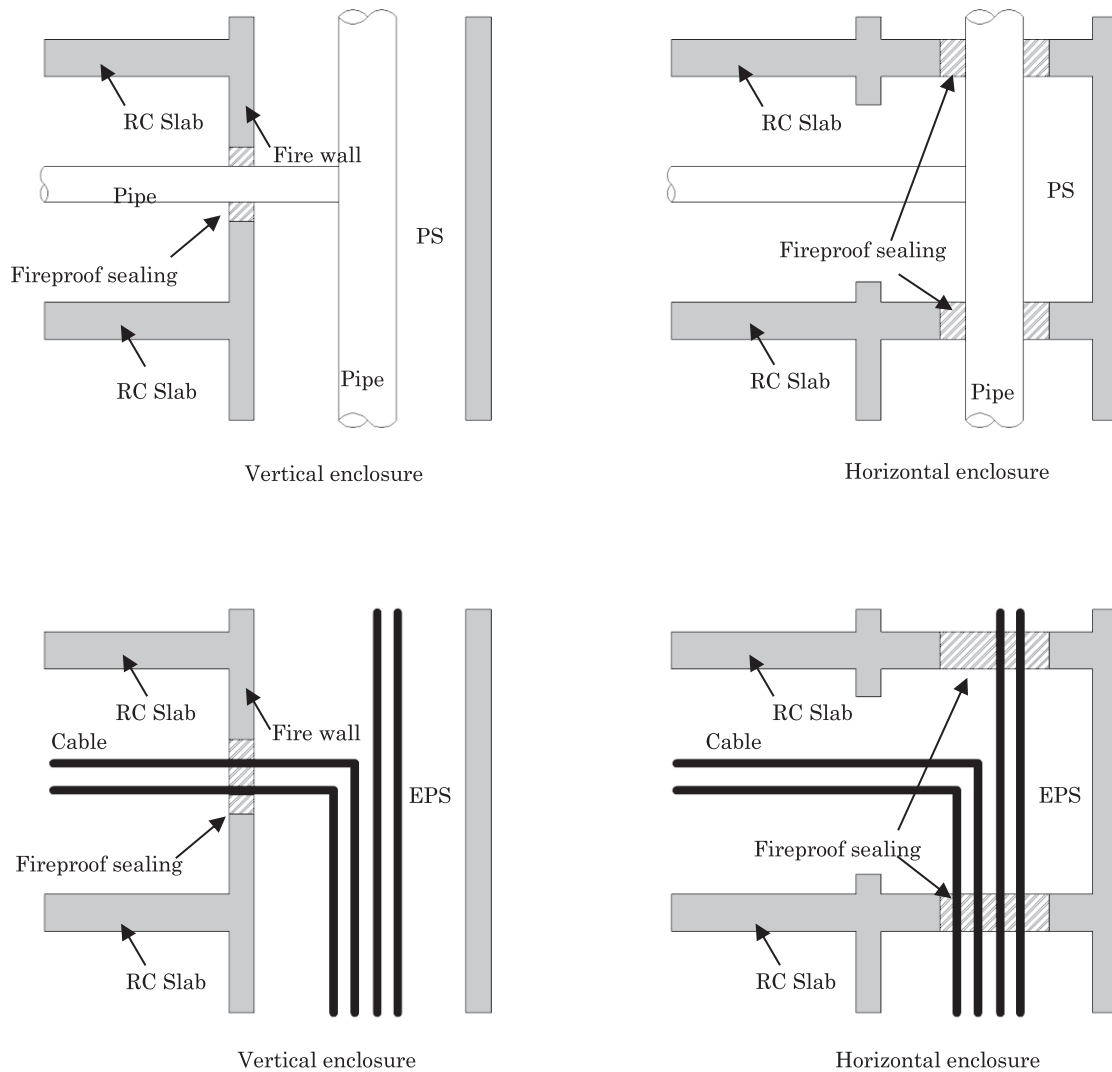 RC Slab
Fire wall
Pipe
PS
Fireproof sealing
RC Slab
Pipe
Vertical enclosure
RC Slab
PS
Fireproof sealing
RC Slab
Pipe
Horizontal enclosure
RC Slab
Fire wall
Cable
EPS
Fireproof sealing
RC Slab
Vertical enclosure
RC Slab
Cable
EPS
Fireproof sealing
RC Slab
Horizontal enclosure